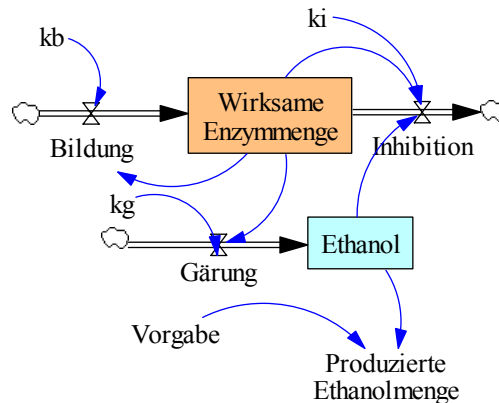 kb
ki
Wirksame
Enzymmenge
Bildung
Inhibition
kg
Ethanol
Gärung
Vorgabe
Produzierte
Ethanolmenge